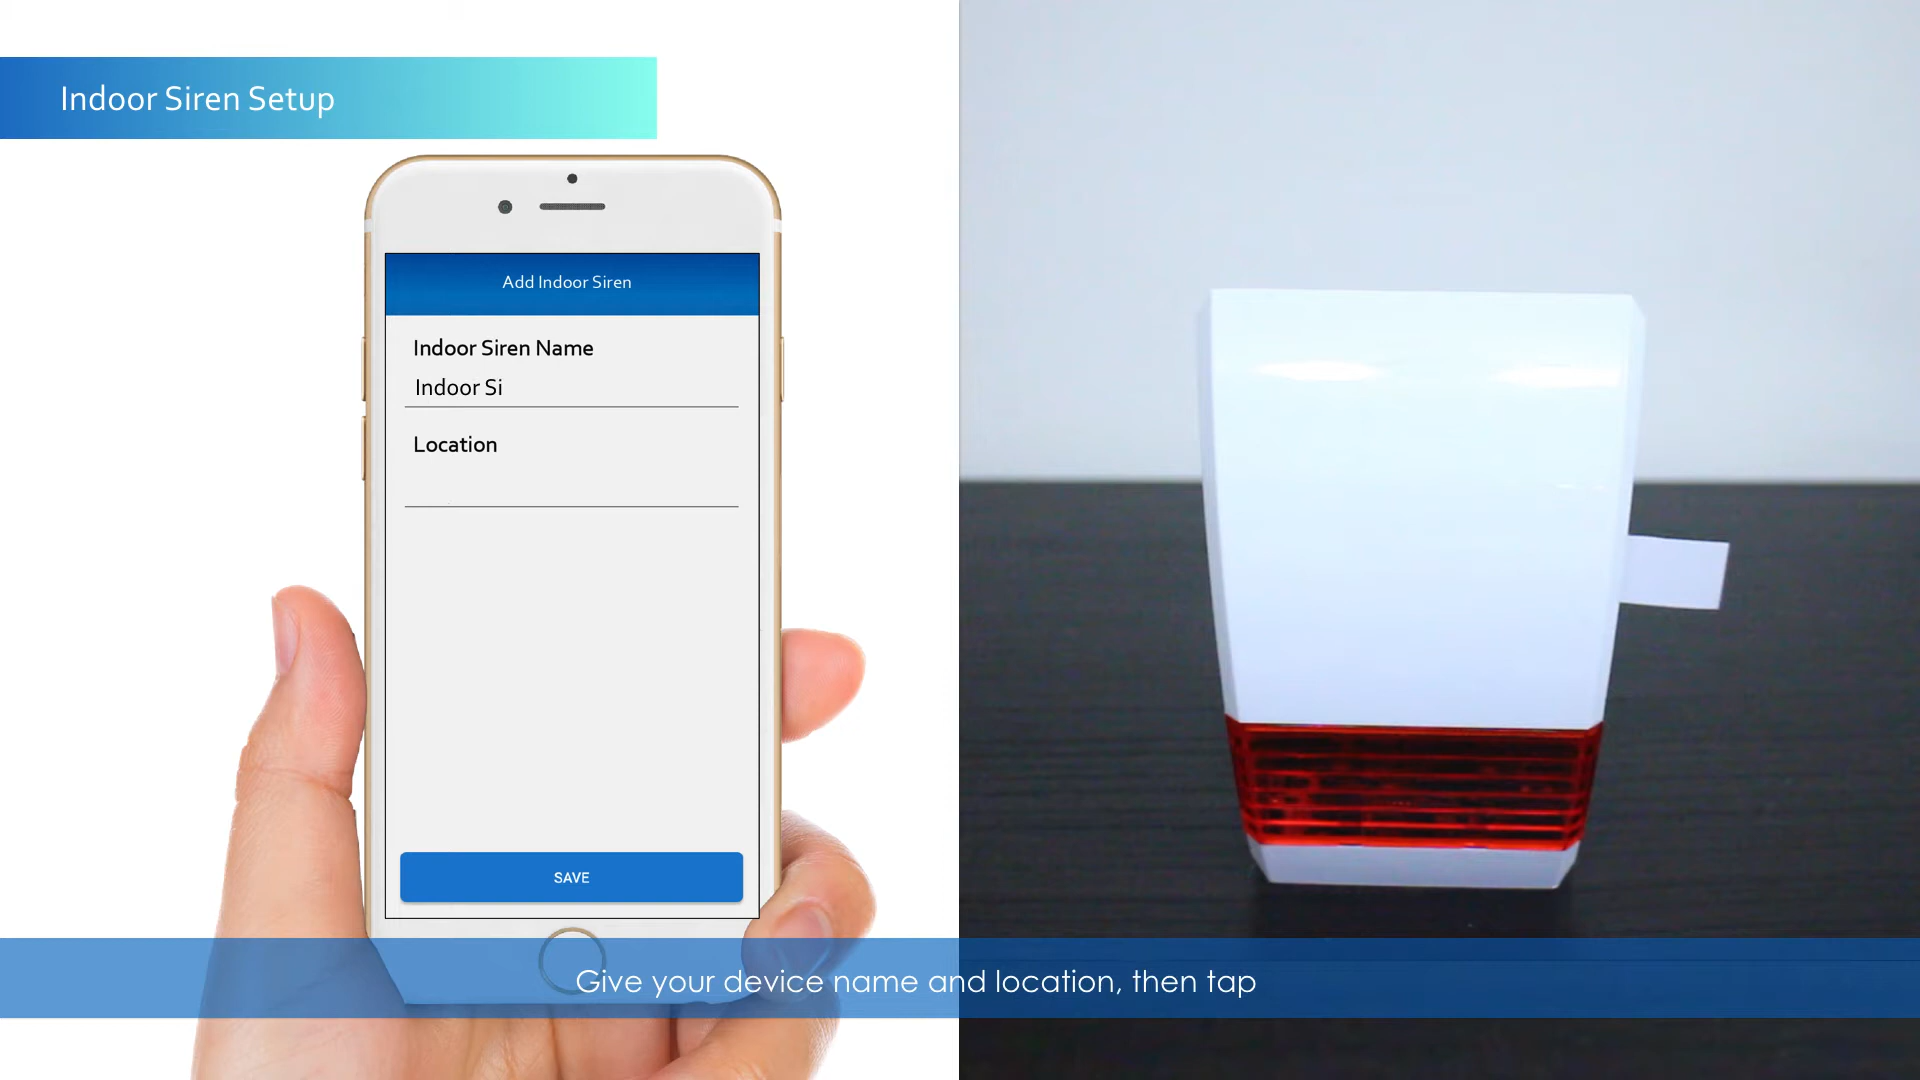 Indoor Siren Setup
Add Indoor Siren
Indoor Siren Name
Indoor Si
Location
SAVE
Give your device name and location, then tap